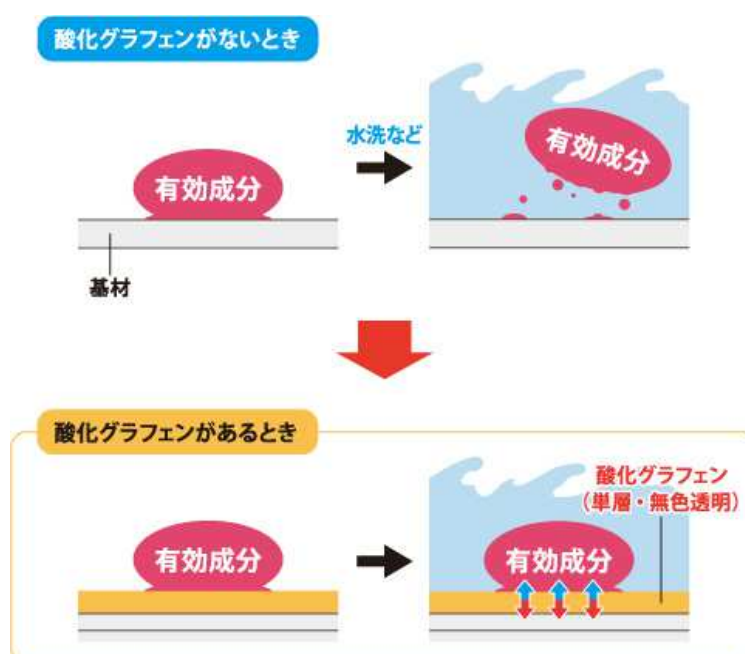 酸化グラフェンがないとき
水洗など
有効成分
有効成分
基材
酸化グラフェンがあるとき
酸化グラフェン
（単層・無色透明）
有効成分
有効成分